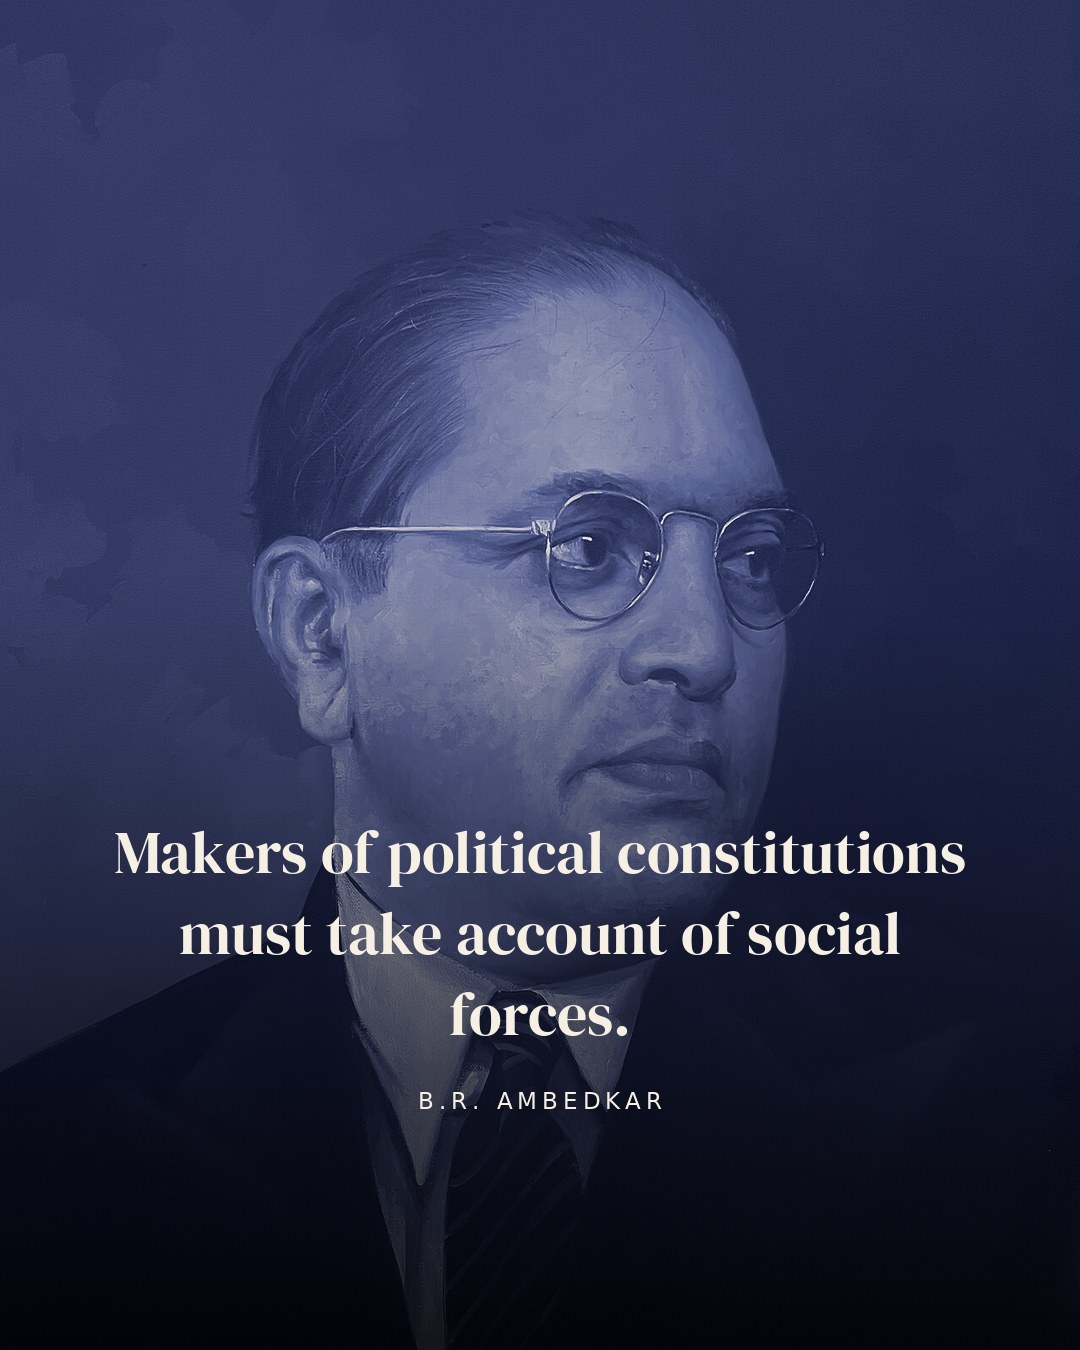 Makers of political constitutions
must take account of social
forces.
B.R. AMBEDKAR